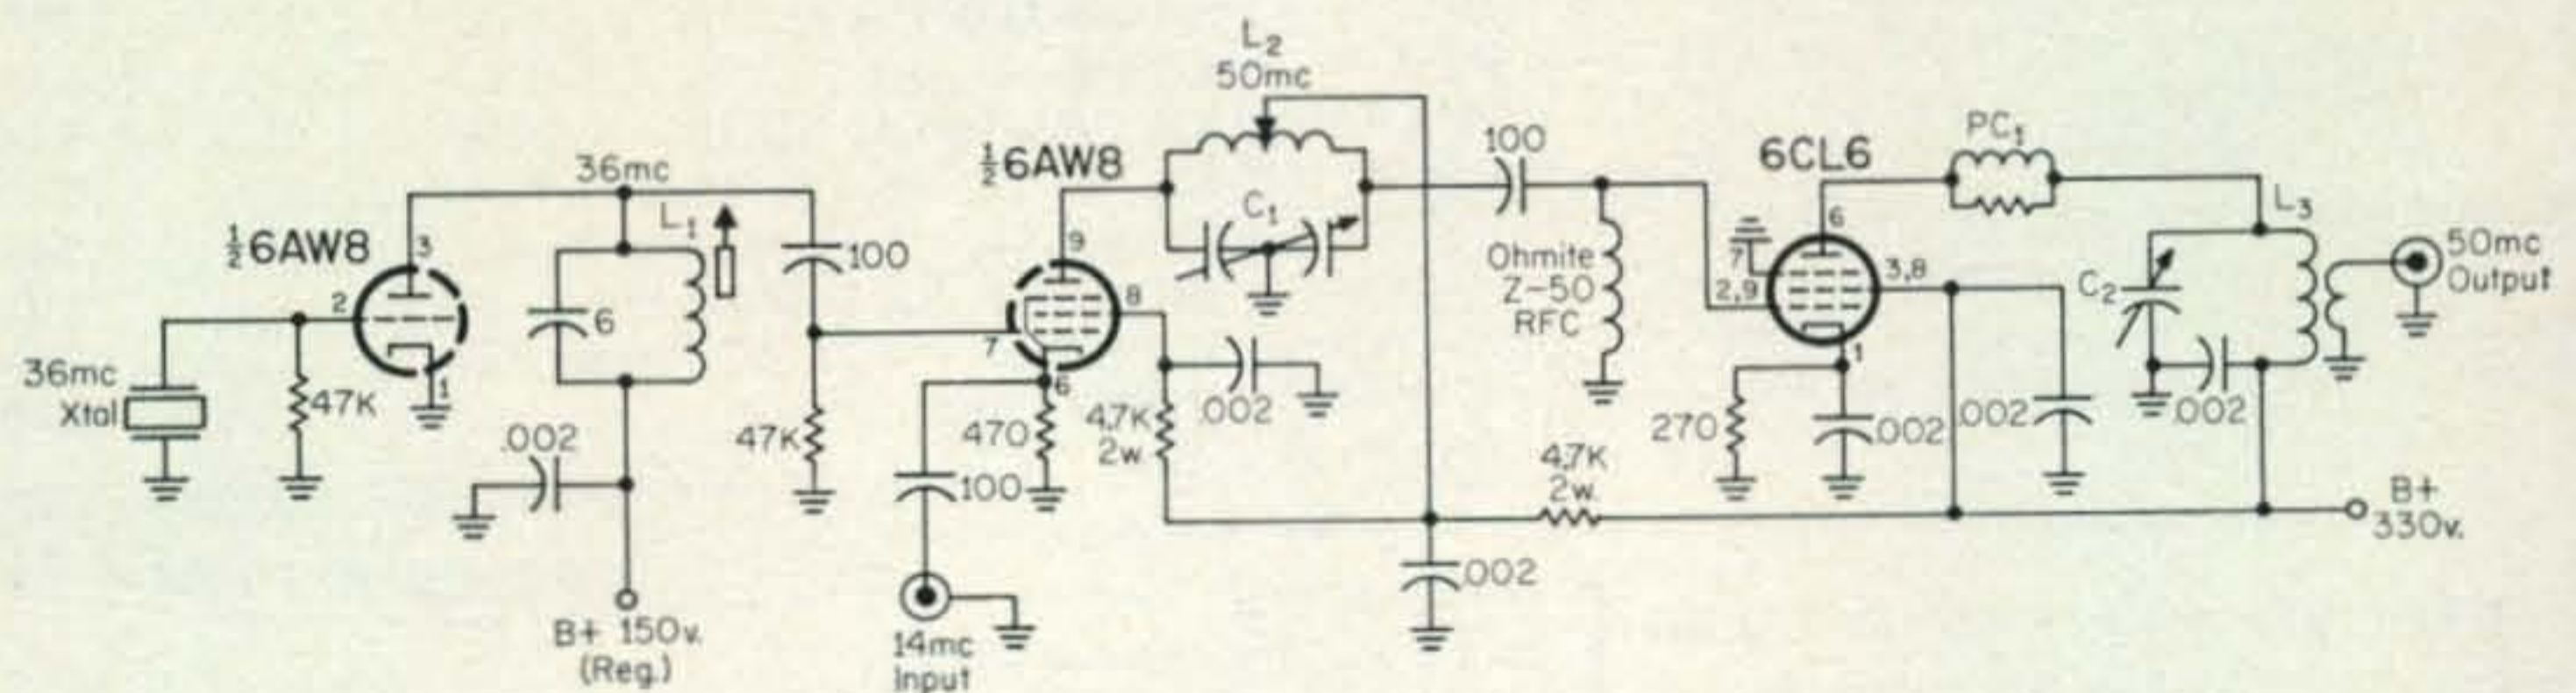 L2
50mc
36mc
½6AW8
3
2
1
L1
100
6
36mc
Xtal
47K
.002
B+ 150v.
(Reg.)
47K
½6AW8
9
8
7
6
C1
470
4.7K
2w.
.002
100
14mc
Input
100
Ohmite
Z-50
RFC
4.7K
2w.
.002
6CL6
6
7
2,9
3,8
1
270
.002
.002
PC1
L3
C2
.002
50mc
Output
B+
330v.